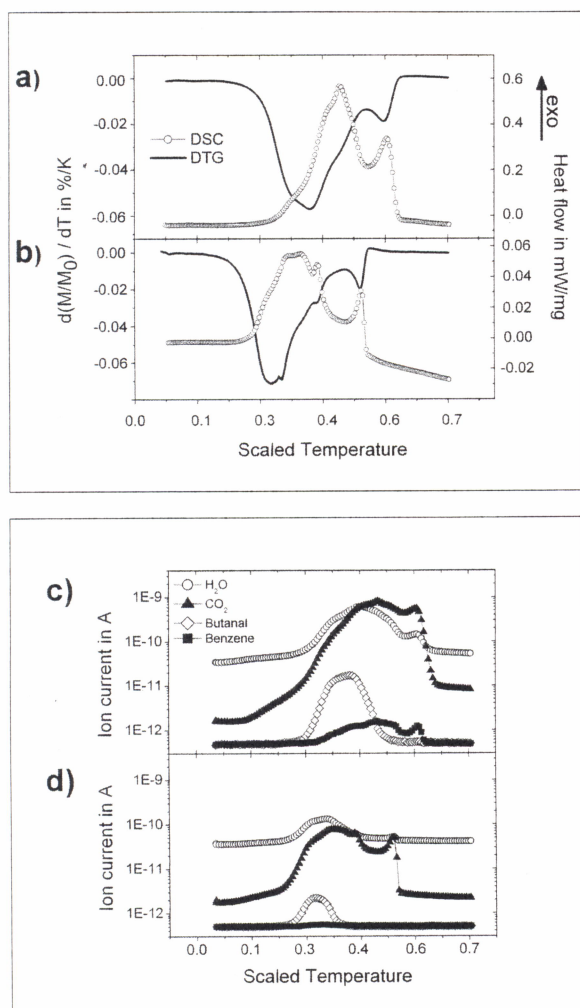 a)
0.00
-0.02
-0.04
-0.06
DSC
DTG
0.6
0.4
0.2
0.0
exo
b)
0.00
-0.02
-0.04
-0.06
0.06
0.04
0.00
-0.02
d(M/M0) / dT in %/K
Heat flow in mW/mg
0.0 0.1 0.2 0.3 0.4 0.5 0.6 0.7
Scaled Temperature
c)
H2O
CO2
Butanal
Benzene
1E-9
1E-10
1E-11
1E-12
Ion current in A
d)
1E-9
1E-10
1E-11
1E-12
Ion current in A
0.0 0.1 0.2 0.3 0.4 0.5 0.6 0.7
Scaled Temperature